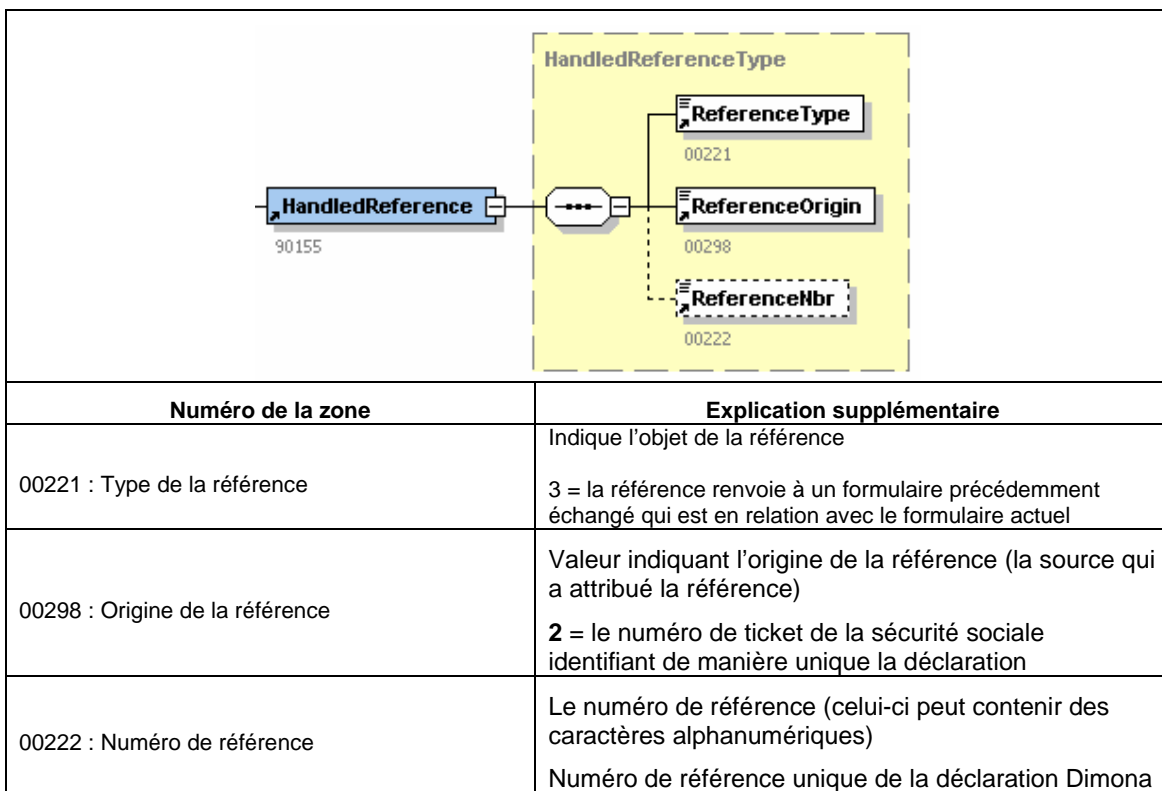 HandledReferenceType
ReferenceType
00221
HandledReference
ReferenceOrigin
90155
00298
ReferenceNbr
00222
Numéro de la zone
Explication supplémentaire
00221 : Type de la référence
Indique l’objet de la référence
3 = la référence renvoie à un formulaire précédemment
échangé qui est en relation avec le formulaire actuel
00298 : Origine de la référence
Valeur indiquant l’origine de la référence (la source qui
a attribué la référence)
2 = le numéro de ticket de la sécurité sociale
identifiant de manière unique la déclaration
00222 : Numéro de référence
Le numéro de référence (celui-ci peut contenir des
caractères alphanumériques)
Numéro de référence unique de la déclaration Dimona